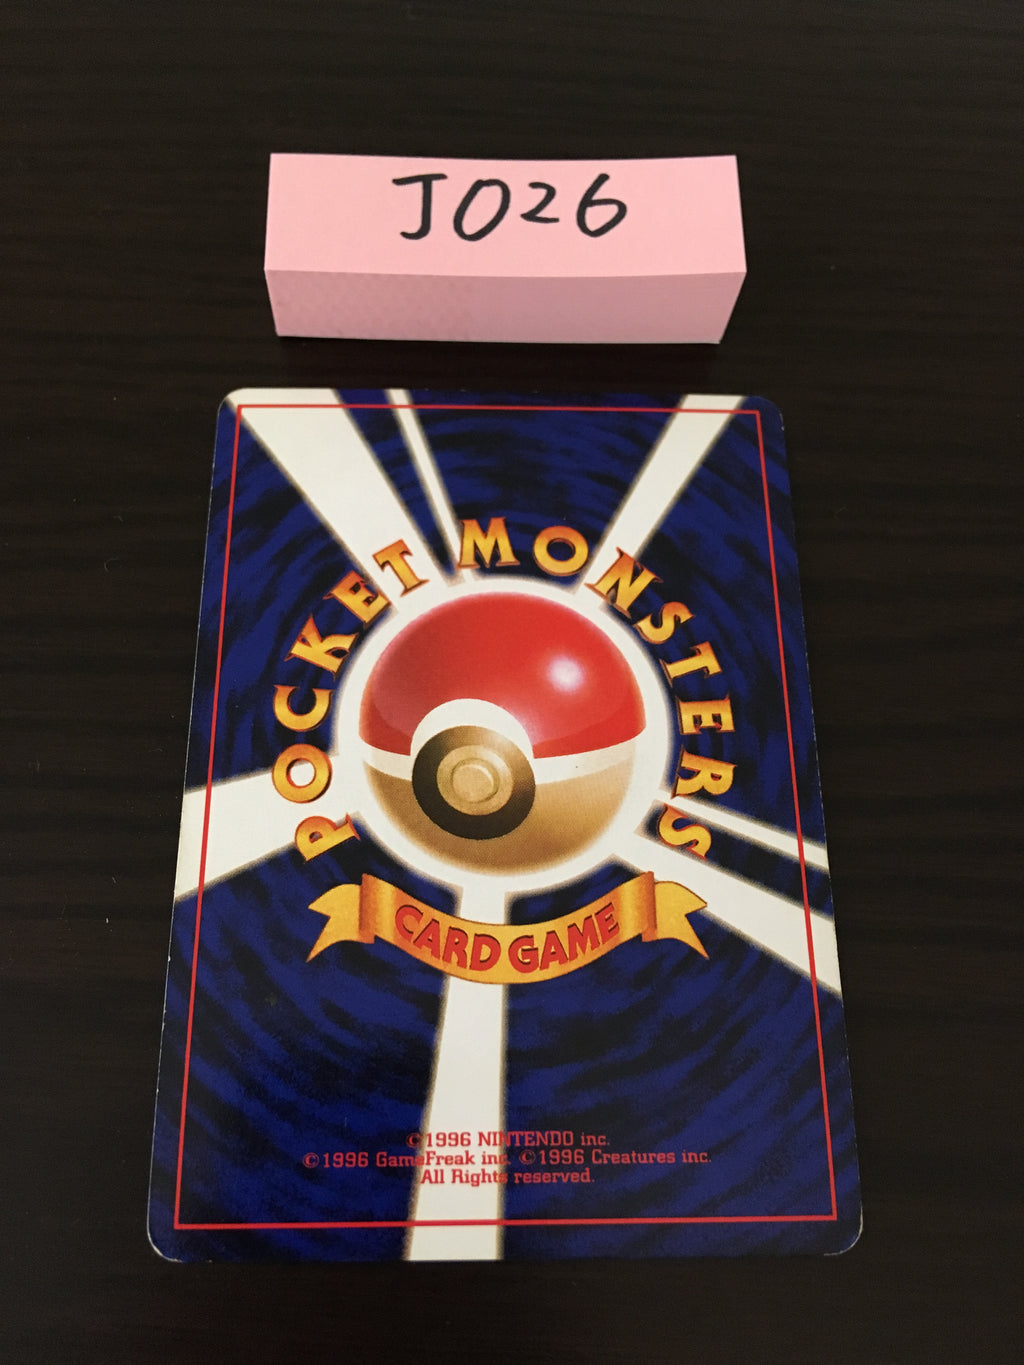 J026
POCKET MONSTERS
CARD GAME
©1996 NINTENDO inc.
©1996 GameFreak inc. ©1996 Creatures inc.
All Rights reserved.